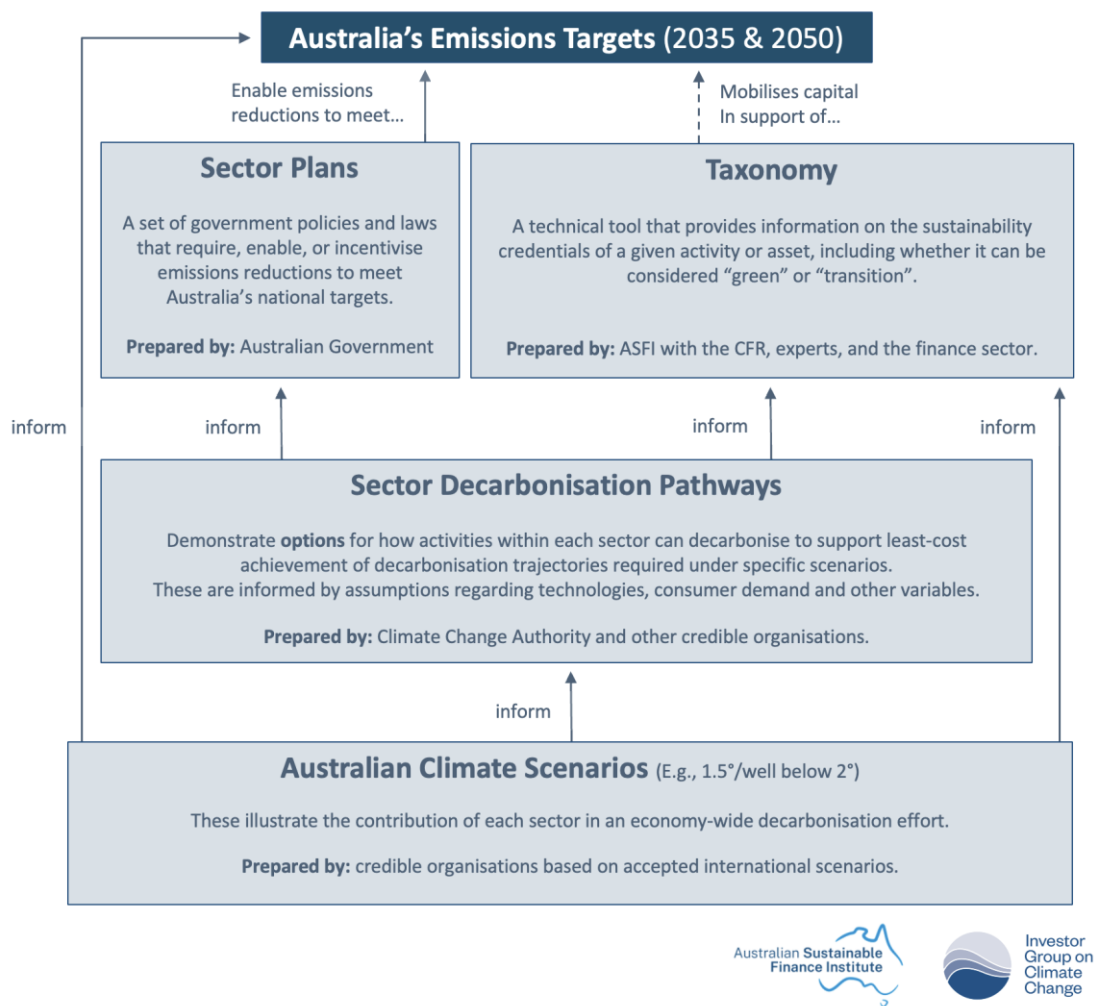 Australia's Emissions Targets (2035 & 2050)
Enable emissions
reductions to meet…
Mobilises capital
In support of…
Sector Plans
A set of government policies and laws
that require, enable, or incentivise
emissions reductions to meet
Australia's national targets.
Prepared by: Australian Government
Taxonomy
A technical tool that provides information on the sustainability
credentials of a given activity or asset, including whether it can be
considered “green” or “transition”.
Prepared by: ASFI with the CFR, experts, and the finance sector.
inform
inform
inform
inform
Sector Decarbonisation Pathways
Demonstrate options for how activities within each sector can decarbonise to support least-cost
achievement of decarbonisation trajectories required under specific scenarios.
These are informed by assumptions regarding technologies, consumer demand and other variables.
Prepared by: Climate Change Authority and other credible organisations.
inform
Australian Climate Scenarios (E.g., 1.5°/well below 2°)
These illustrate the contribution of each sector in an economy-wide decarbonisation effort.
Prepared by: credible organisations based on accepted international scenarios.
Australian Sustainable
Finance Institute
Investor
Group on
Climate
Change